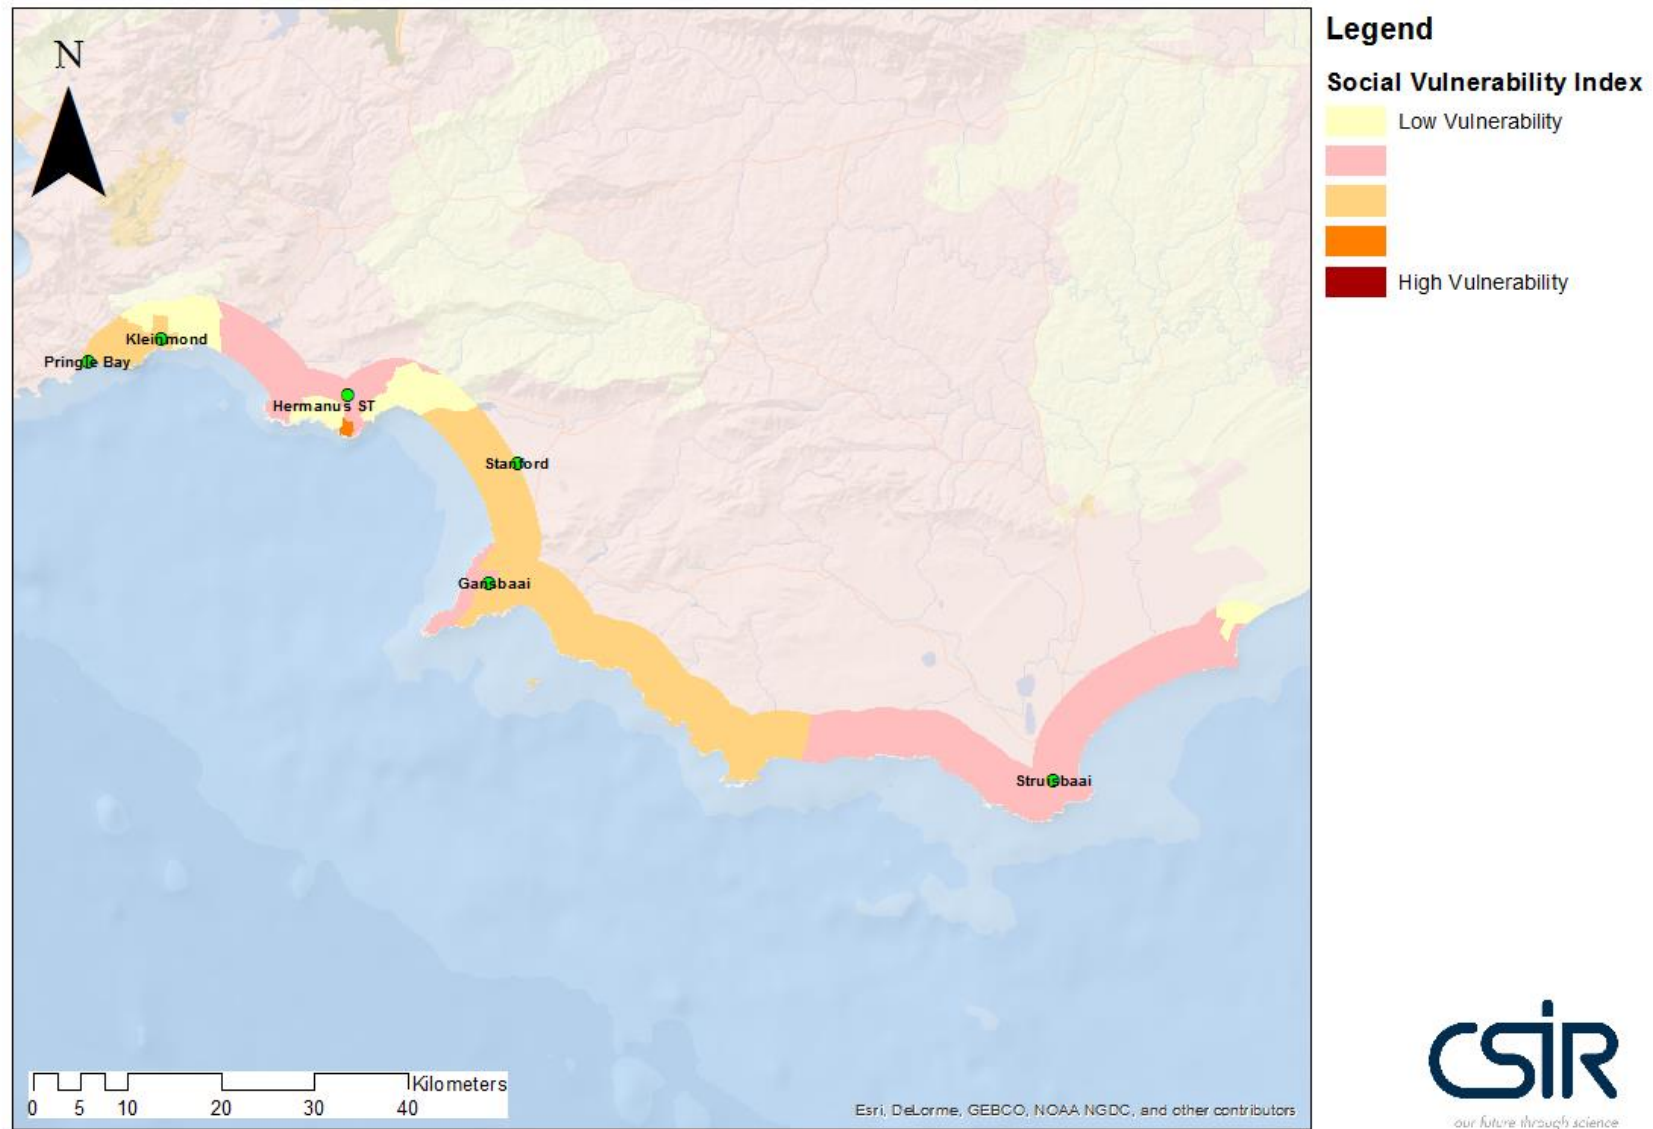 N
Kleinmond
Pringle Bay
Hermanus ST
Stanford
Gansbaai
Struisbaai
Kilometers
0 5 10 20 30 40
Esri, DeLorme, GEBCO, NOAA NGDC, and other contributors
Legend
Social Vulnerability Index
Low Vulnerability
High Vulnerability
CSIR
our future through science